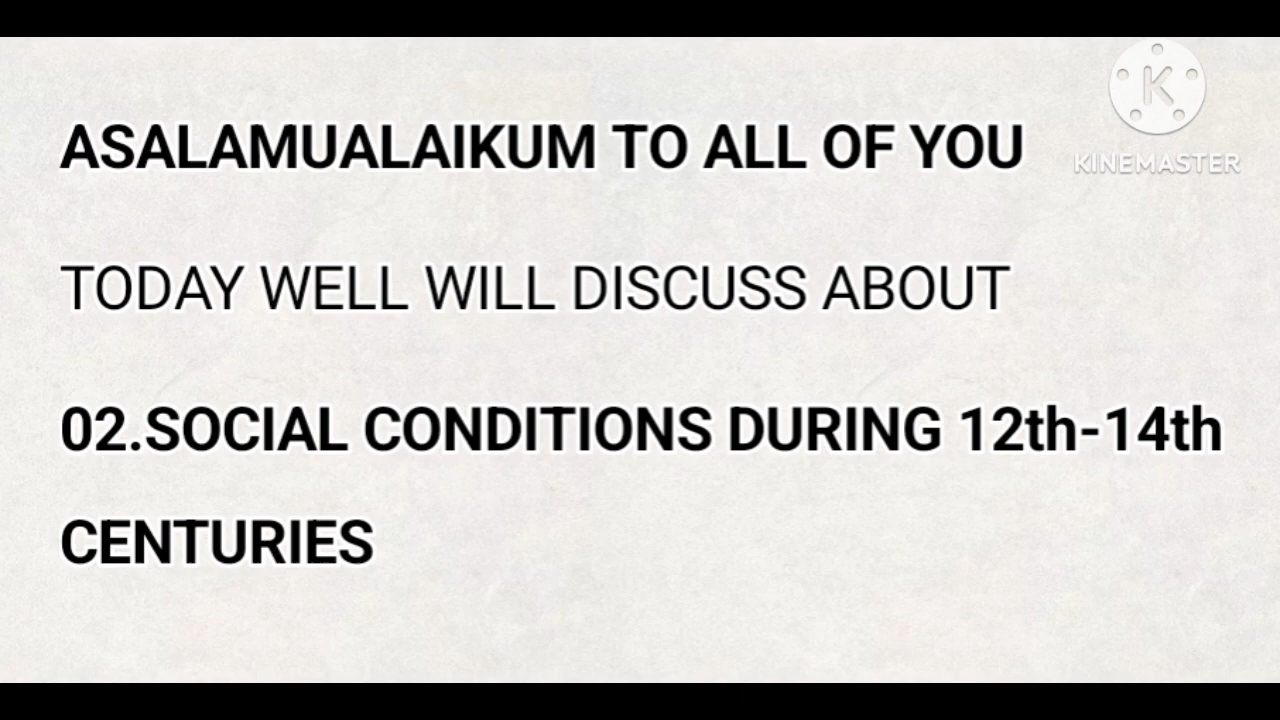 ASALAMUALAIKUM TO ALL OF YOU
K
KINEMASTER
TODAY WELL WILL DISCUSS ABOUT
02.SOCIAL CONDITIONS DURING 12th-14th
CENTURIES